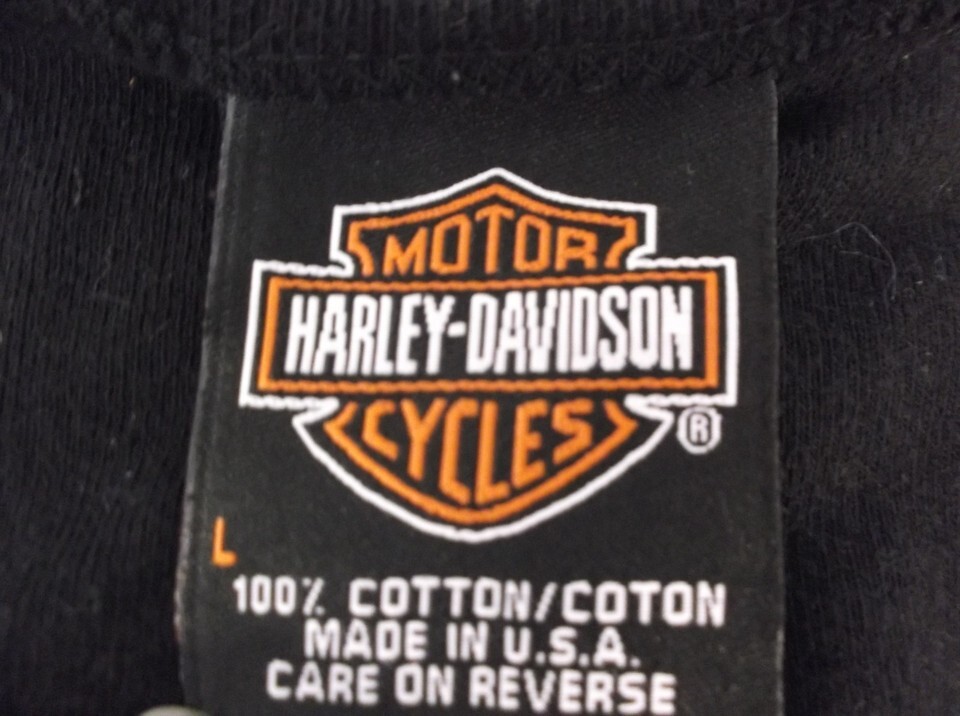 MOTOR
HARLEY-DAVIDSON
CYCLES
®
L
100% COTTON/COTON
MADE IN U.S.A.
CARE ON REVERSE